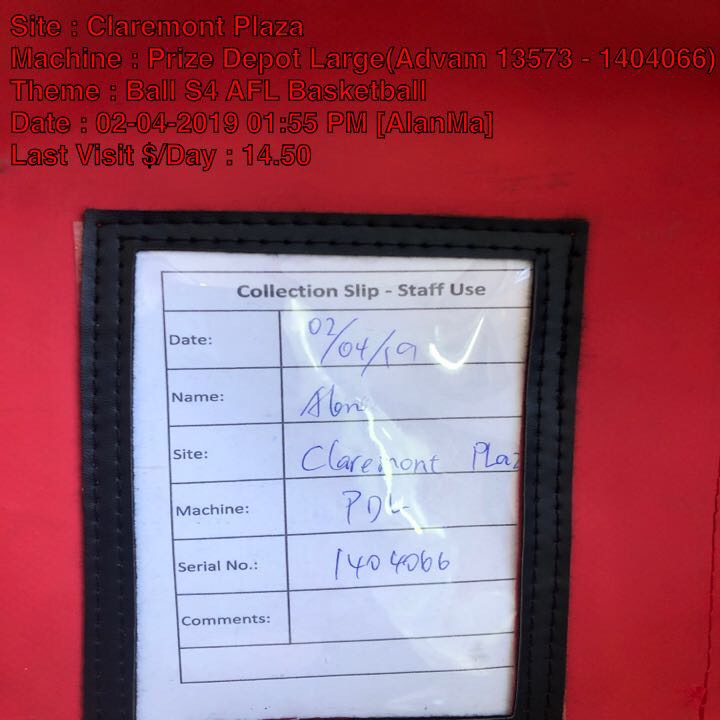 Site : Claremont Plaza
Machine : Prize Depot Large(Advam 13573 - 1404066)
Theme : Ball S4 AFL Basketball
Date : 02-04-2019 01:55 PM [AlanMa]
Last Visit $/Day : 14.50
Collection Slip - Staff Use
Date: 02/04/19
Name: Alan
Site: Claremont Plaz
Machine: PDL
Serial No.: 1404066
Comments: